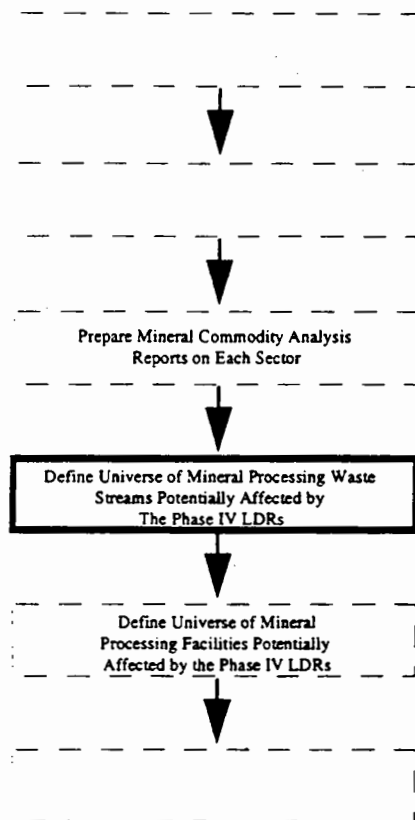 Prepare Mineral Commodity Analysis
Reports on Each Sector
Define Universe of Mineral Processing Waste
Streams Potentially Affected by
The Phase IV LDRs
Define Universe of Mineral
Processing Facilities Potentially
Affected by the Phase IV LDRs